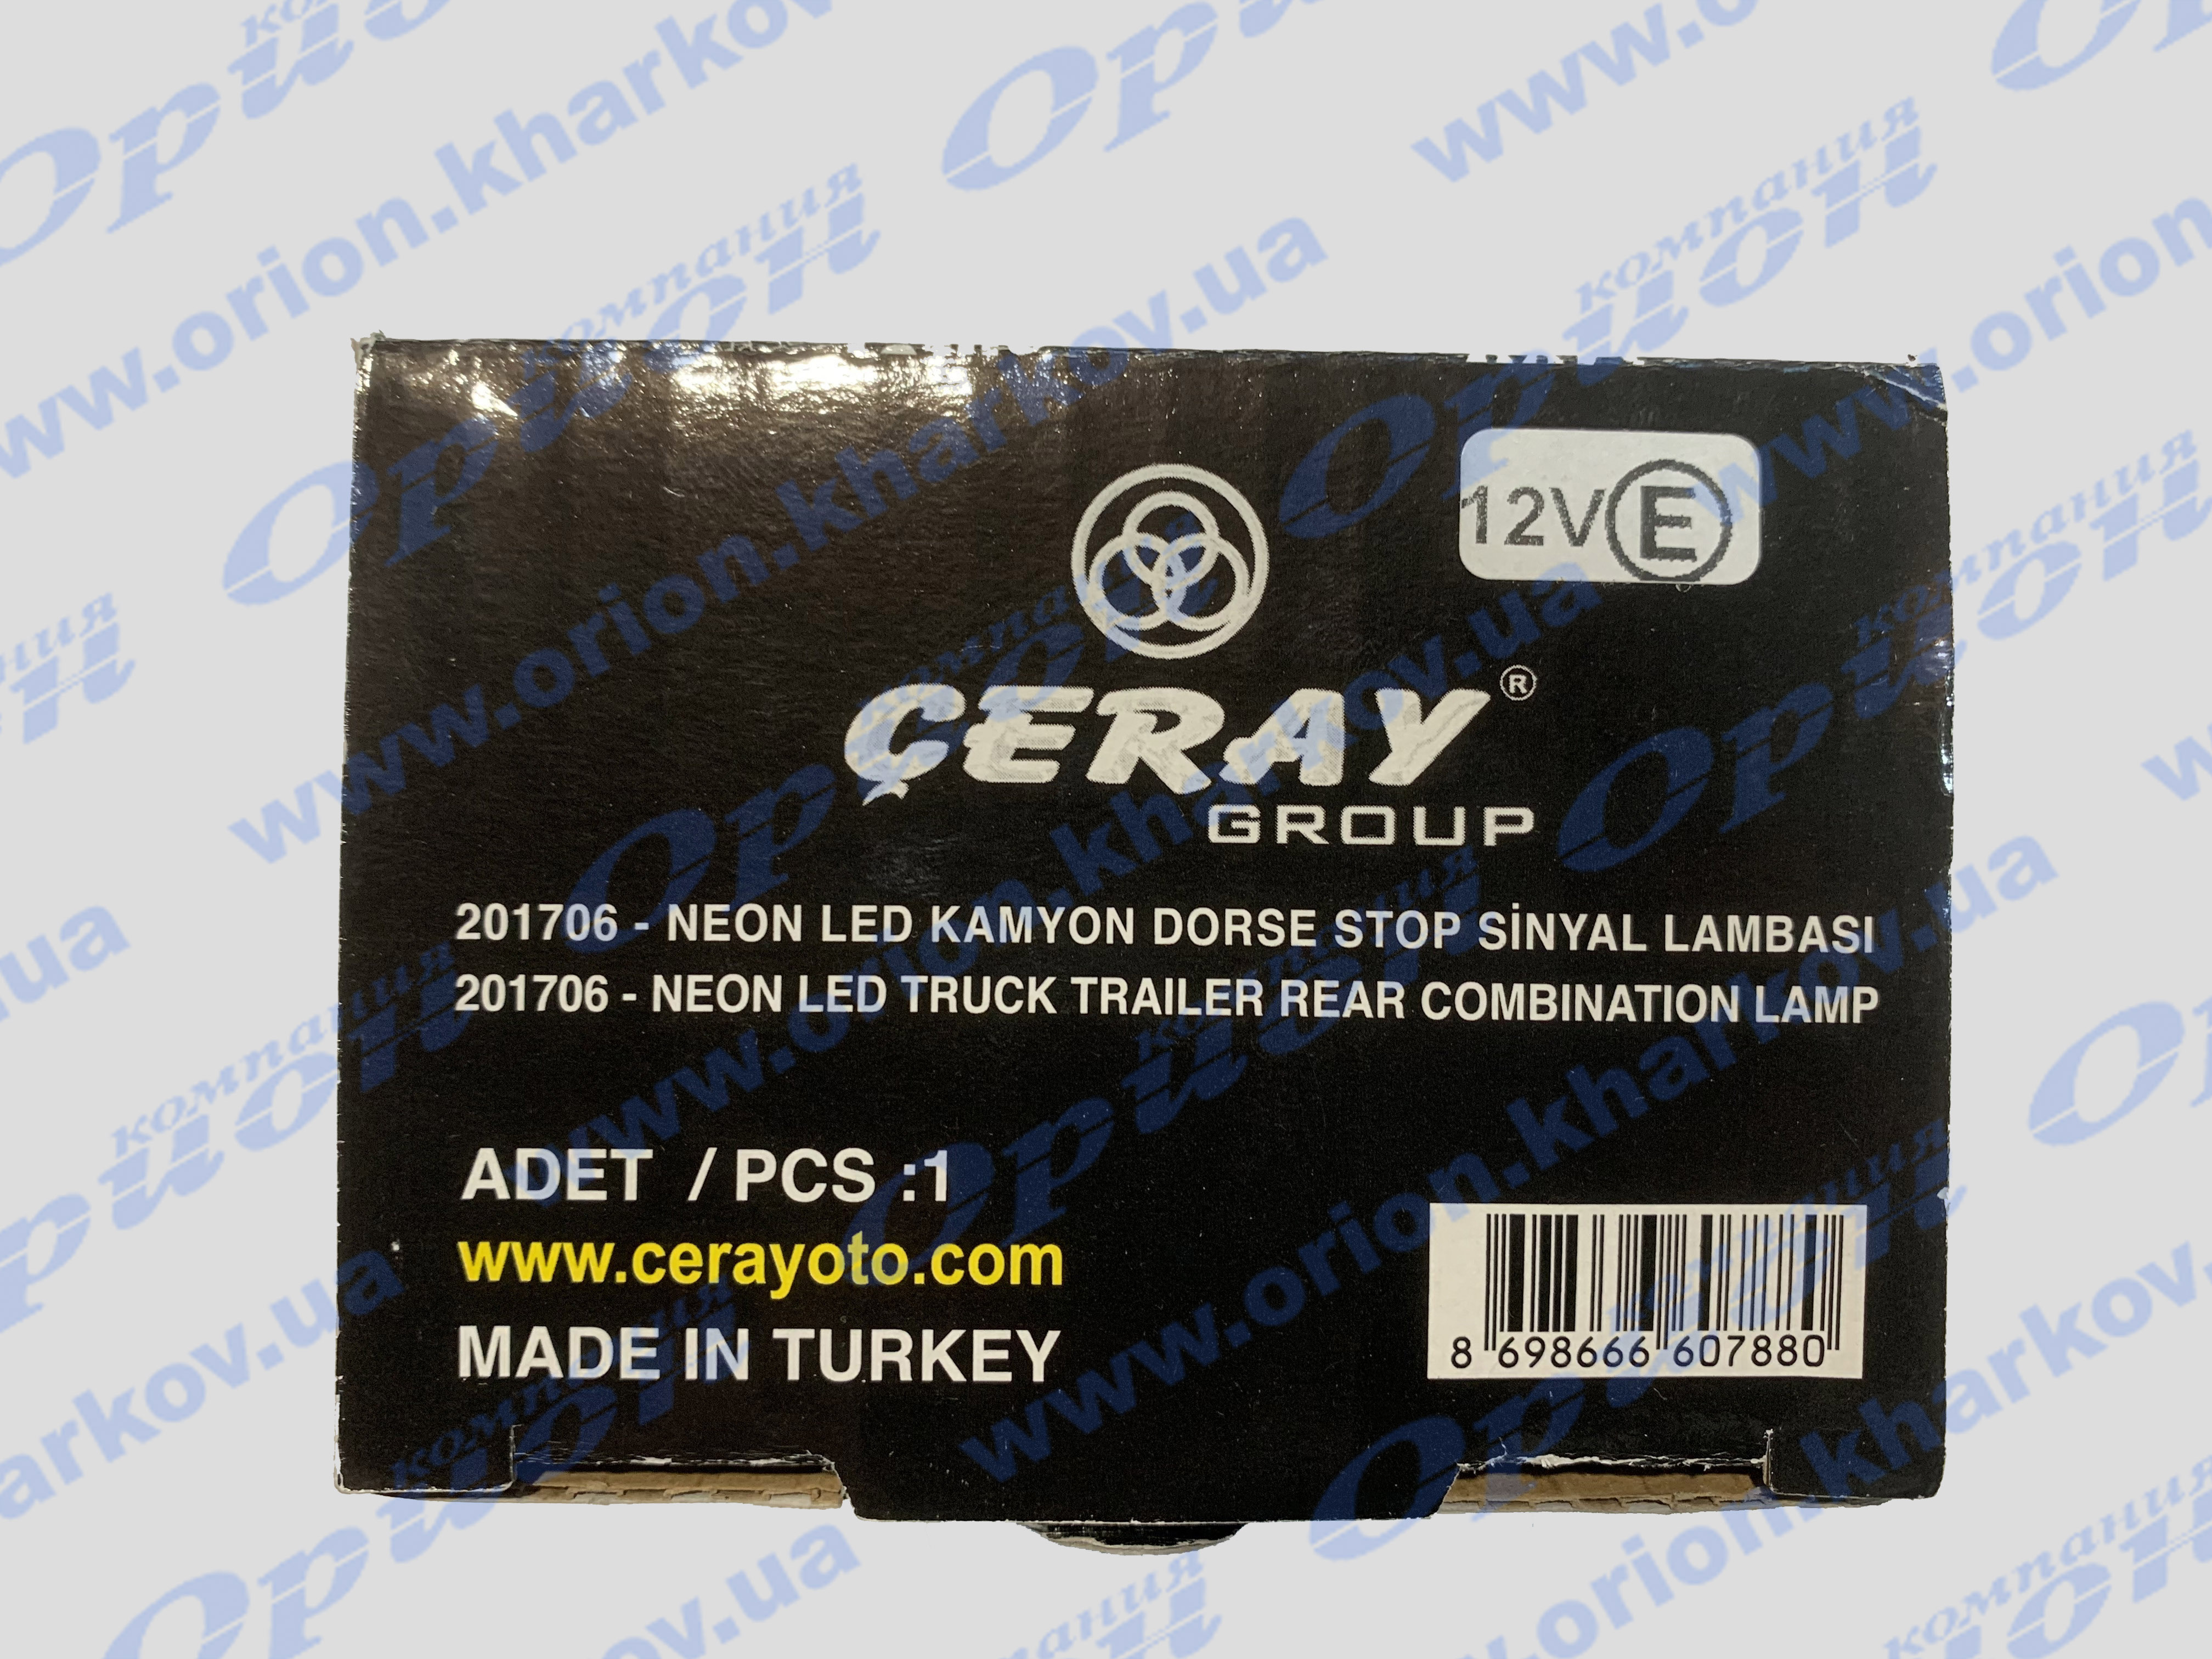 12V E
ÇERAY ®
GROUP
201706 - NEON LED KAMYON DORSE STOP SİNYAL LAMBASI
201706 - NEON LED TRUCK TRAILER REAR COMBINATION LAMP
ADET / PCS :1
www.cerayoto.com
MADE IN TURKEY
8 698666 607880
компания
Орион
www.orion.kharkov.ua